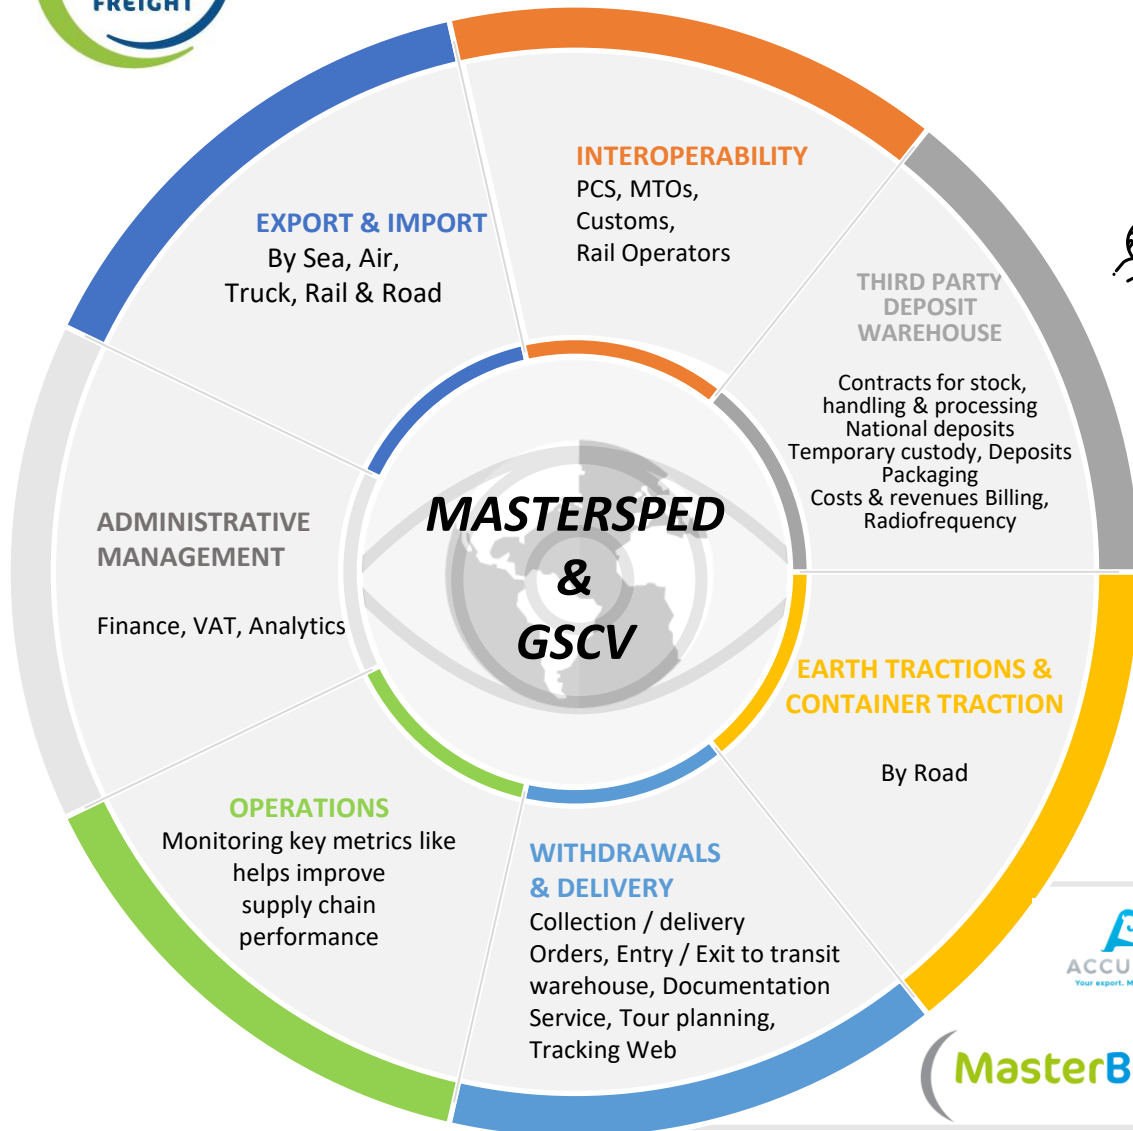 FREIGHT
INTEROPERABILITY
PCS, MTOs,
Customs,
Rail Operators
EXPORT & IMPORT
By Sea, Air,
Truck, Rail & Road
THIRD PARTY
DEPOSIT
WAREHOUSE
Contracts for stock,
handling & processing
National deposits
Temporary custody, Deposits
Packaging
Costs & revenues Billing,
Radiofrequency
MASTERSPED
&
GSCV
ADMINISTRATIVE
MANAGEMENT
Finance, VAT, Analytics
EARTH TRACTIONS &
CONTAINER TRACTION
By Road
OPERATIONS
Monitoring key metrics like
helps improve
supply chain
performance
WITHDRAWALS
& DELIVERY
Collection / delivery
Orders, Entry / Exit to transit
warehouse, Documentation
Service, Tour planning,
Tracking Web
ACCU
Your export. M
MasterB